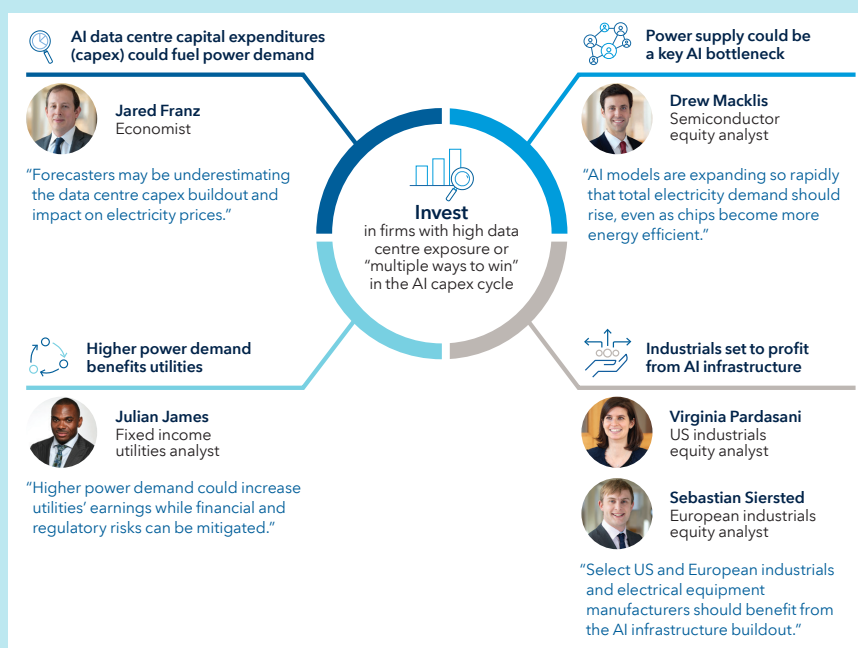 AI data centre capital expenditures
(capex) could fuel power demand
Jared Franz
Economist
“Forecasters may be underestimating
the data centre capex buildout and
impact on electricity prices.”
Power supply could be
a key AI bottleneck
Drew Macklis
Semiconductor
equity analyst
“AI models are expanding so rapidly
that total electricity demand should
rise, even as chips become more
energy efficient.”
Invest
in firms with high data
centre exposure or
“multiple ways to win”
in the AI capex cycle
Higher power demand
benefits utilities
Julian James
Fixed income
utilities analyst
“Higher power demand could increase
utilities’ earnings while financial and
regulatory risks can be mitigated.”
Industrials set to profit
from AI infrastructure
Virginia Pardasani
US industrials
equity analyst
Sebastian Siersted
European industrials
equity analyst
“Select US and European industrials
and electrical equipment
manufacturers should benefit from
the AI infrastructure buildout.”